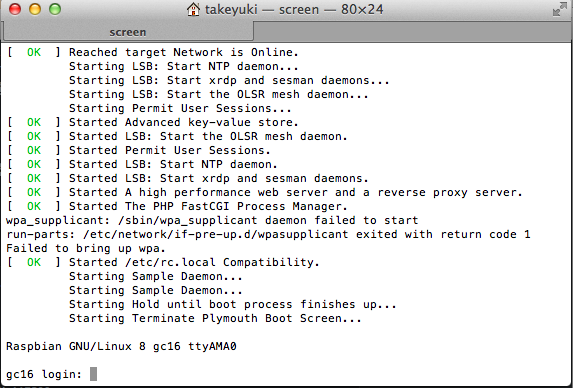 takeyuki — screen — 80×24
screen
[  OK  ] Reached target Network is Online.
         Starting LSB: Start NTP daemon...
         Starting LSB: Start xrdp and sesman daemons...
         Starting LSB: Start the OLSR mesh daemon...
         Starting Permit User Sessions...
[  OK  ] Started Advanced key-value store.
[  OK  ] Started LSB: Start the OLSR mesh daemon.
[  OK  ] Started Permit User Sessions.
[  OK  ] Started LSB: Start NTP daemon.
[  OK  ] Started LSB: Start xrdp and sesman daemons.
[  OK  ] Started A high performance web server and a reverse proxy server.
[  OK  ] Started The PHP FastCGI Process Manager.
wpa_supplicant: /sbin/wpa_supplicant daemon failed to start
run-parts: /etc/network/if-pre-up.d/wpasupplicant exited with return code 1
Failed to bring up wpa.
[  OK  ] Started /etc/rc.local Compatibility.
         Starting Sample Daemon...
         Starting Sample Daemon...
         Starting Hold until boot process finishes up...
         Starting Terminate Plymouth Boot Screen...
Raspbian GNU/Linux 8 gc16 ttyAMA0
gc16 login: